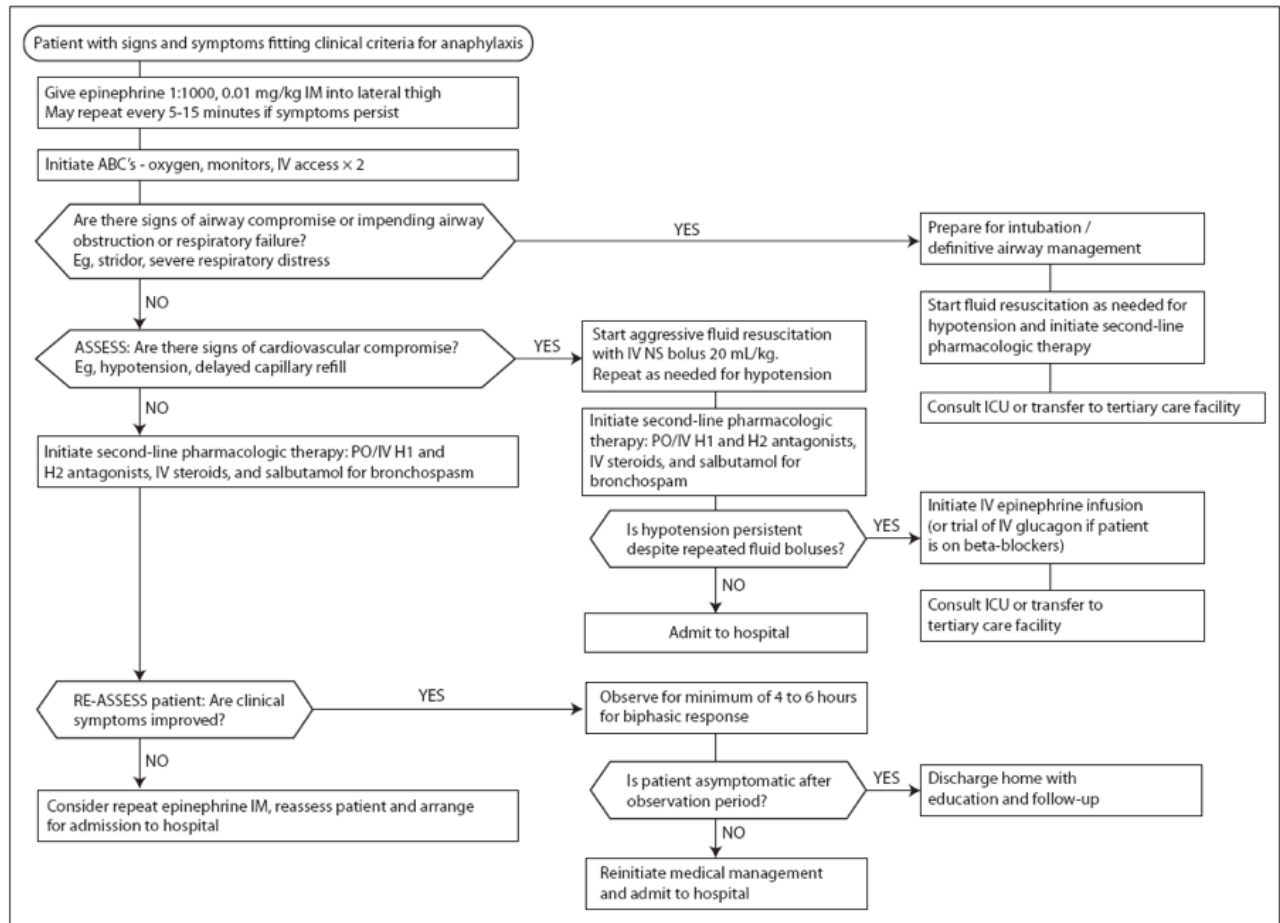 Patient with signs and symptoms fitting clinical criteria for anaphylaxis
Give epinephrine 1:1000, 0.01 mg/kg IM into lateral thigh
May repeat every 5-15 minutes if symptoms persist
Initiate ABC's - oxygen, monitors, IV access × 2
Are there signs of airway compromise or impending airway
obstruction or respiratory failure?
Eg, stridor, severe respiratory distress
YES
Prepare for intubation /
definitive airway management
Start fluid resuscitation as needed for
hypotension and initiate second-line
pharmacologic therapy
Consult ICU or transfer to tertiary care facility
NO
ASSESS: Are there signs of cardiovascular compromise?
Eg, hypotension, delayed capillary refill
YES
Start aggressive fluid resuscitation
with IV NS bolus 20 mL/kg.
Repeat as needed for hypotension
Initiate second-line pharmacologic
therapy: PO/IV H1 and H2 antagonists,
IV steroids, and salbutamol for
bronchospam
Is hypotension persistent
despite repeated fluid boluses?
YES
Initiate IV epinephrine infusion
(or trial of IV glucagon if patient
is on beta-blockers)
Consult ICU or transfer to
tertiary care facility
NO
Admit to hospital
NO
Initiate second-line pharmacologic therapy: PO/IV H1 and
H2 antagonists, IV steroids, and salbutamol for bronchospasm
RE-ASSESS patient: Are clinical
symptoms improved?
YES
Observe for minimum of 4 to 6 hours
for biphasic response
Is patient asymptomatic after
observation period?
YES
Discharge home with
education and follow-up
NO
Reinitiate medical management
and admit to hospital
NO
Consider repeat epinephrine IM, reassess patient and arrange
for admission to hospital